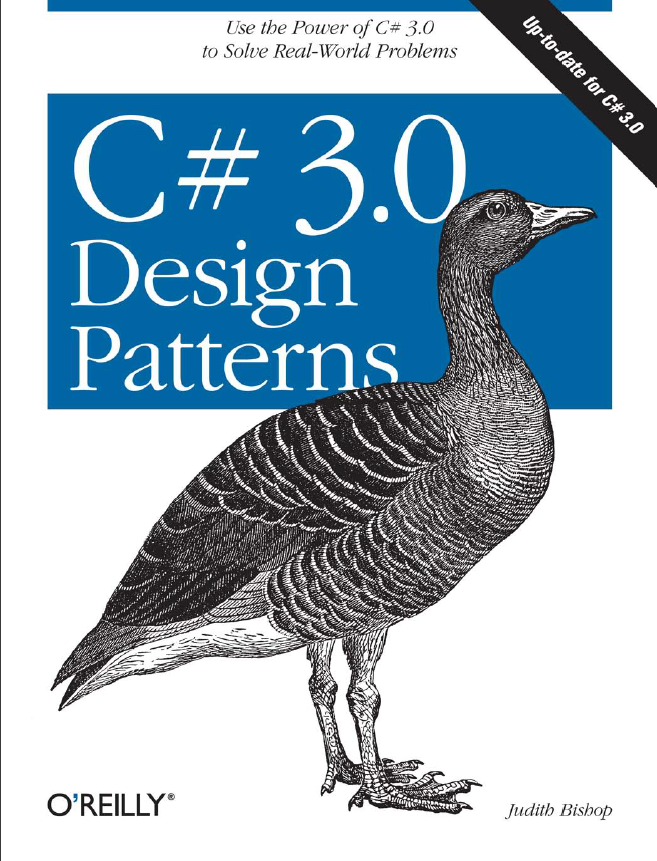 Use the Power of C# 3.0
to Solve Real-World Problems
Up-to-date for C# 3.0
C# 3.0
Design
Patterns
O'REILLY®
Judith Bishop